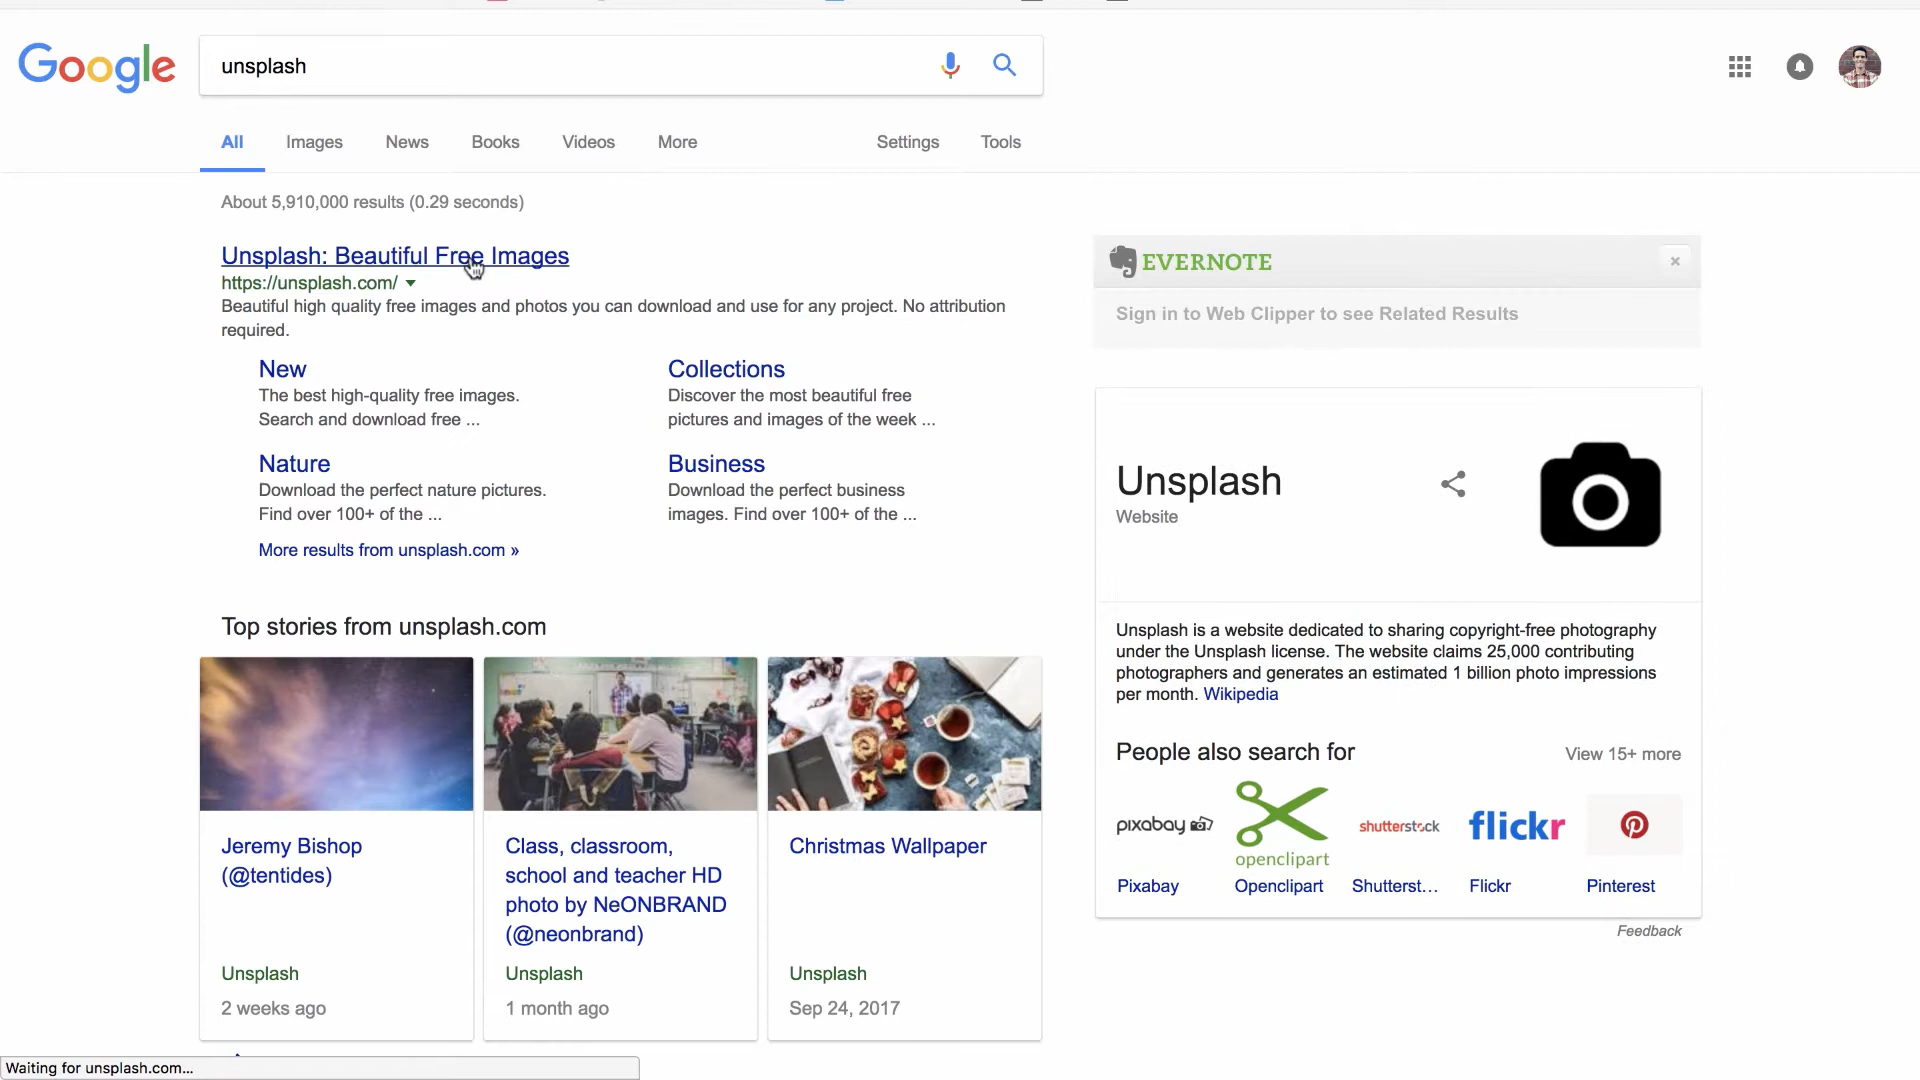 Google
unsplash
All
Images
News
Books
Videos
More
Settings
Tools
About 5,910,000 results (0.29 seconds)
Unsplash: Beautiful Free Images
https://unsplash.com/
Beautiful high quality free images and photos you can download and use for any project. No attribution
required.
New
The best high-quality free images.
Search and download free ...
Collections
Discover the most beautiful free
pictures and images of the week ...
Nature
Download the perfect nature pictures.
Find over 100+ of the ...
Business
Download the perfect business
images. Find over 100+ of the ...
More results from unsplash.com »
Top stories from unsplash.com
Jeremy Bishop
(@tentides)
Unsplash
2 weeks ago
Class, classroom,
school and teacher HD
photo by NeONBRAND
(@neonbrand)
Unsplash
1 month ago
Christmas Wallpaper
Unsplash
Sep 24, 2017
EVERNOTE
×
Sign in to Web Clipper to see Related Results
Unsplash
Website
Unsplash is a website dedicated to sharing copyright-free photography
under the Unsplash license. The website claims 25,000 contributing
photographers and generates an estimated 1 billion photo impressions
per month. Wikipedia
People also search for
View 15+ more
pixabay
openclipart
shutterstock
flickr
Pixabay
Openclipart
Shutterst...
Flickr
Pinterest
Feedback
Waiting for unsplash.com...